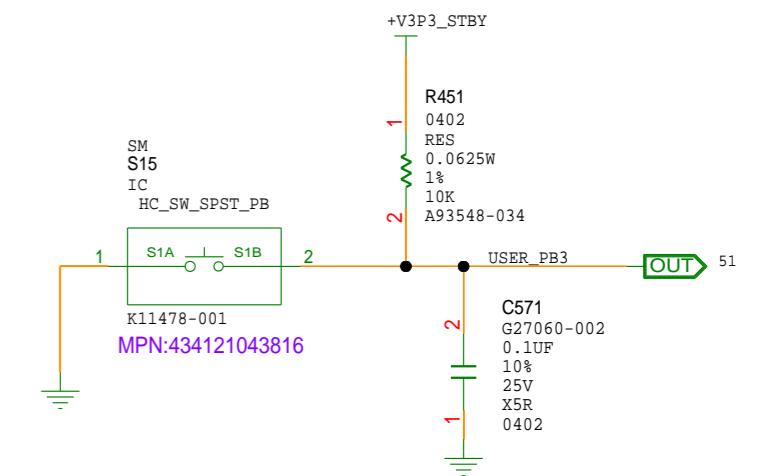 +V3P3_STBY
R451
1
0402
RES
0.0625W
1%
10K
2
A93548-034
SM
S15
IC
HC_SW_SPST_PB
1
S1A
S1B
2
K11478-001
MPN:434121043816
USER_PB3
OUT
51
C571
2
G27060-002
0.1UF
10%
25V
X5R
1
0402